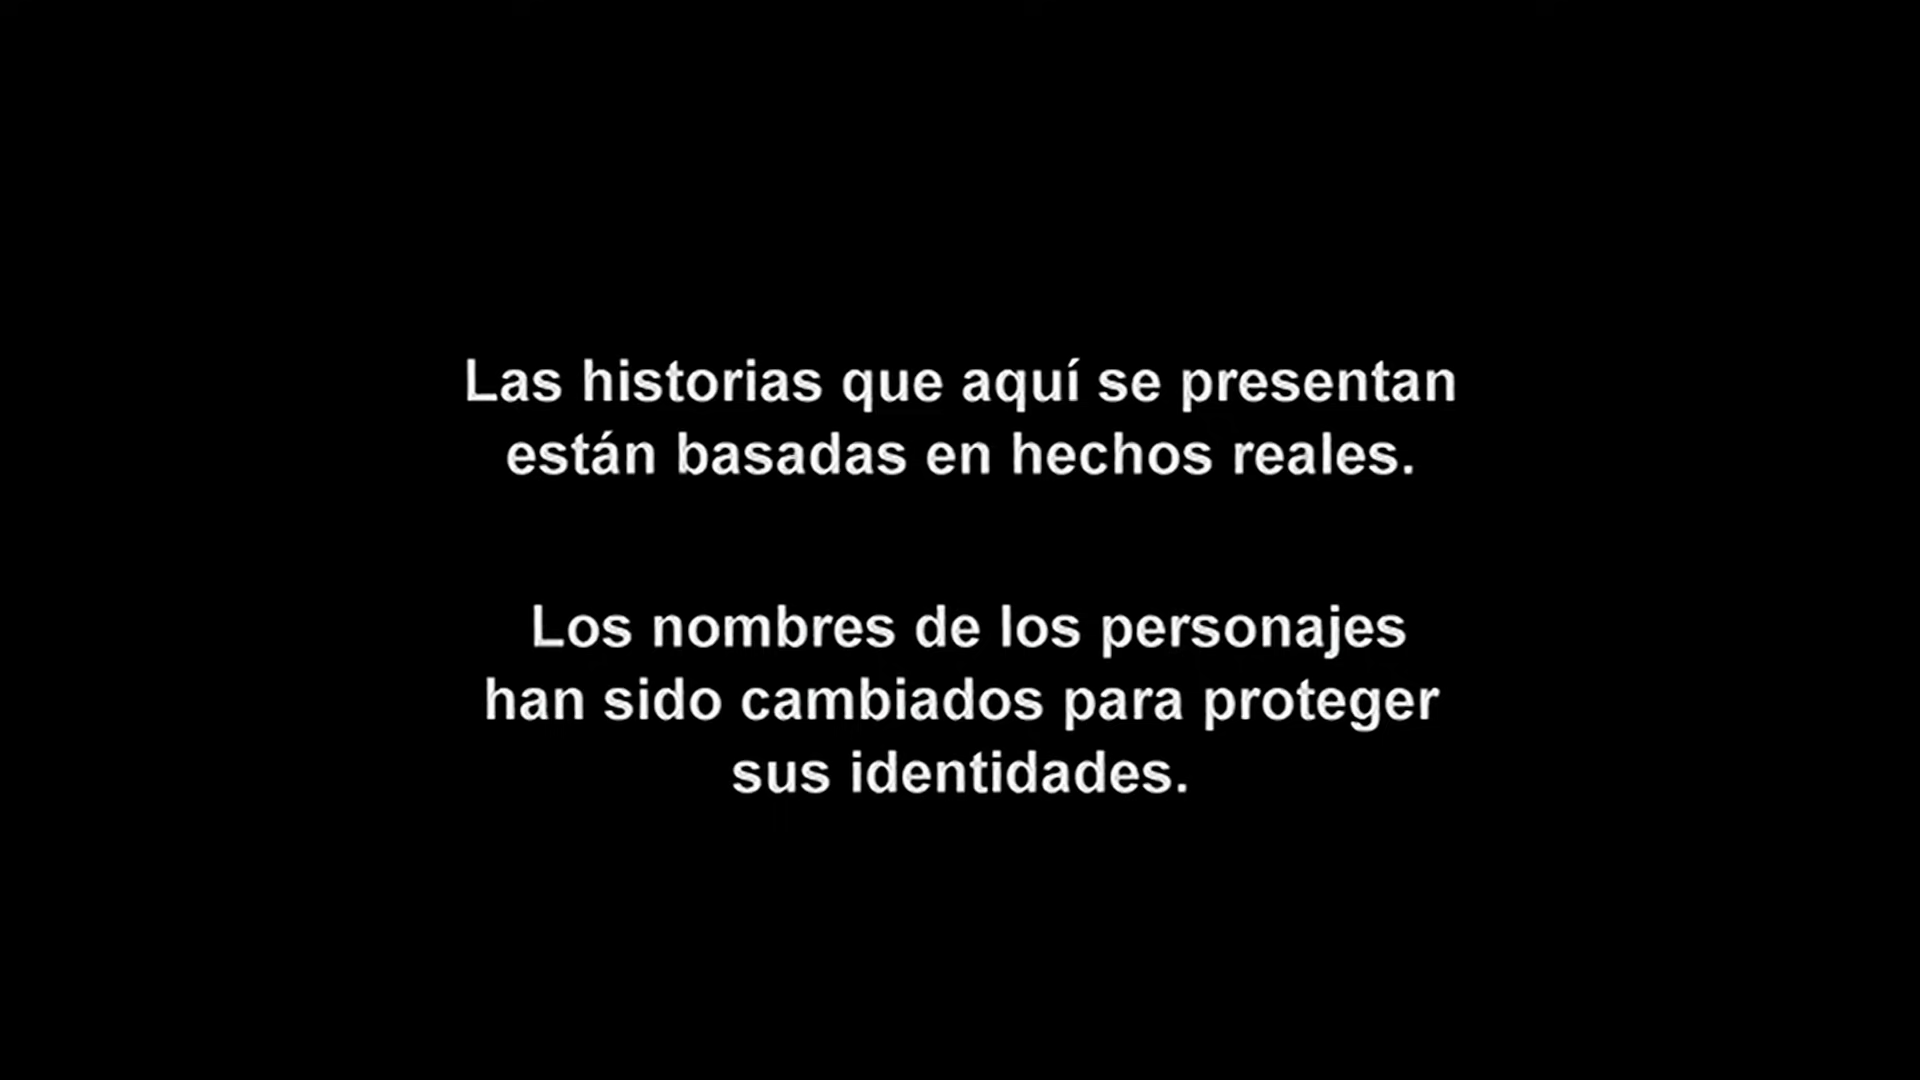 Las historias que aquí se presentan
están basadas en hechos reales.
Los nombres de los personajes
han sido cambiados para proteger
sus identidades.